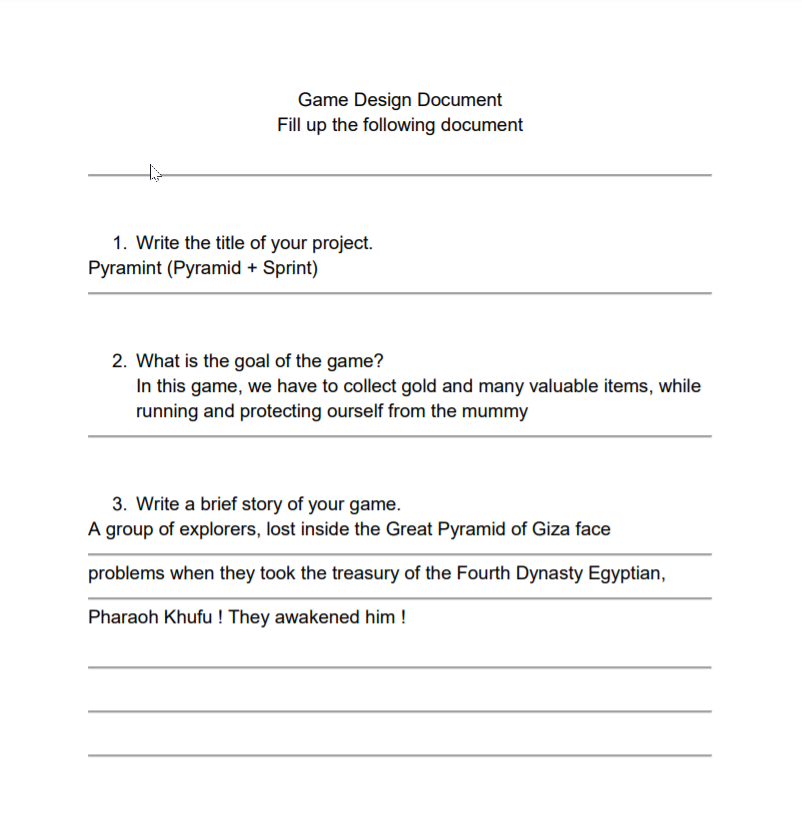 Game Design Document
Fill up the following document
1. Write the title of your project.
Pyramint (Pyramid + Sprint)
2. What is the goal of the game?
In this game, we have to collect gold and many valuable items, while
running and protecting ourself from the mummy
3. Write a brief story of your game.
A group of explorers, lost inside the Great Pyramid of Giza face
problems when they took the treasury of the Fourth Dynasty Egyptian,
Pharaoh Khufu ! They awakened him !